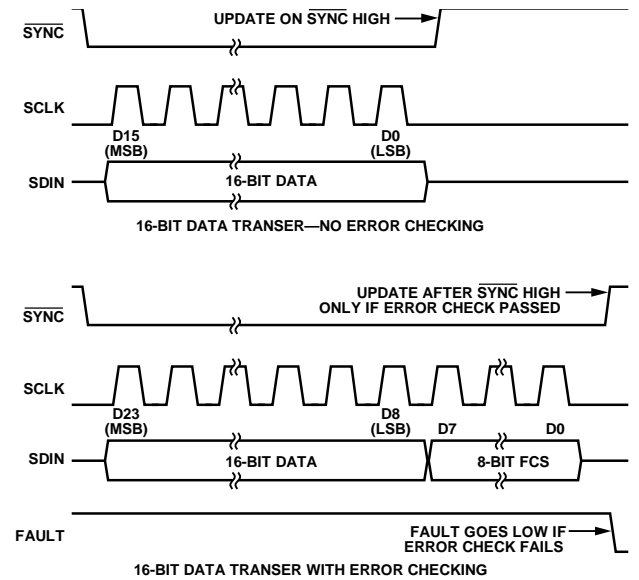 UPDATE ON SYNC HIGH
SYNC
SCLK
D15
(MSB)
D0
(LSB)
SDIN
16-BIT DATA
16-BIT DATA TRANSER—NO ERROR CHECKING
UPDATE AFTER SYNC HIGH
ONLY IF ERROR CHECK PASSED
SYNC
SCLK
D23
(MSB)
D8
(LSB)
D7
D0
SDIN
16-BIT DATA
8-BIT FCS
FAULT
FAULT GOES LOW IF
ERROR CHECK FAILS
16-BIT DATA TRANSER WITH ERROR CHECKING